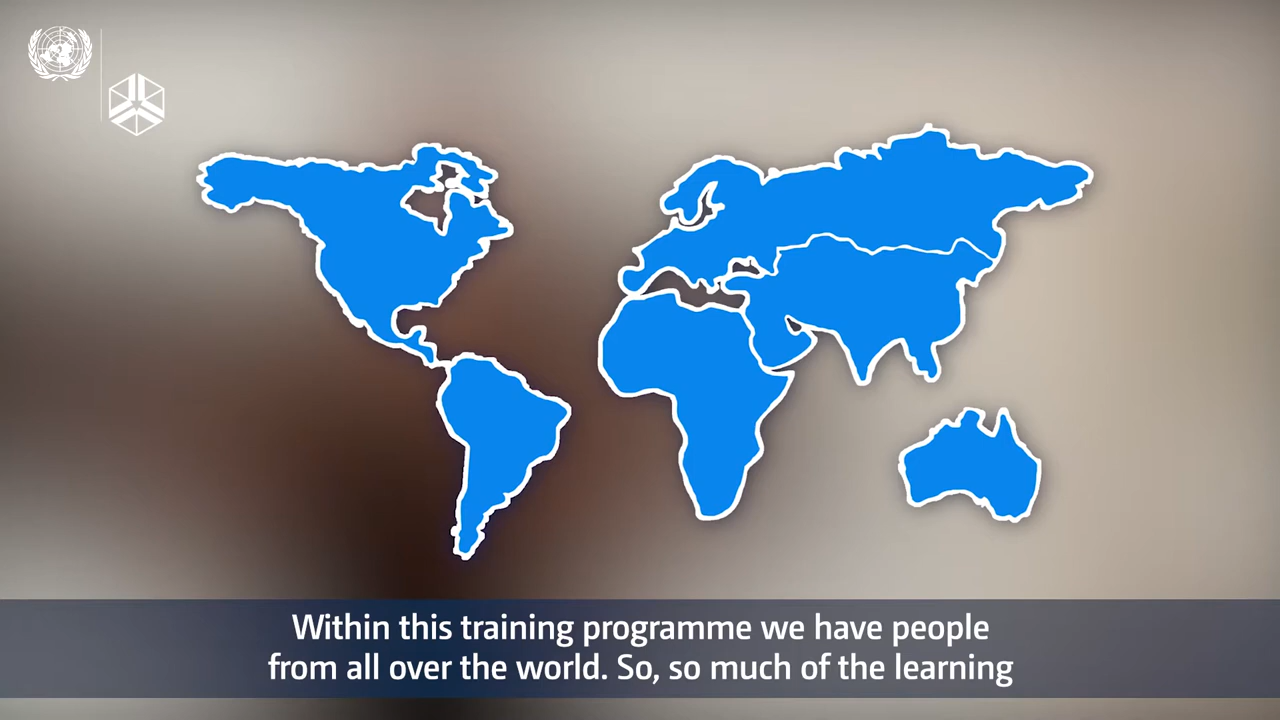 Within this training programme we have people
from all over the world. So, so much of the learning